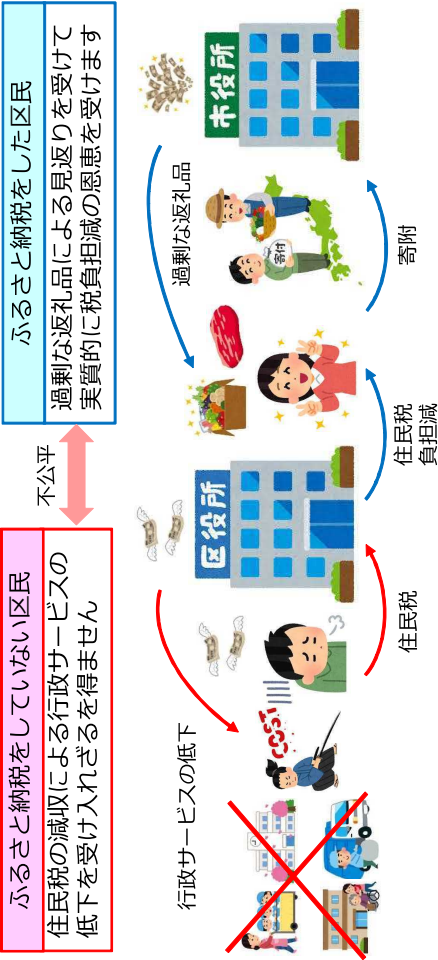 ふるさと納税をしていない区民
住民税の減収による行政サービスの
低下を受け入れざるを得ません
不公平
ふるさと納税をした区民
過剰な返礼品による見返りを受けて
実質的に税負担減の恩恵を受けます
行政サービスの低下
COST
住民税
区役所
住民税
負担減
過剰な返礼品
寄付
寄附
市役所